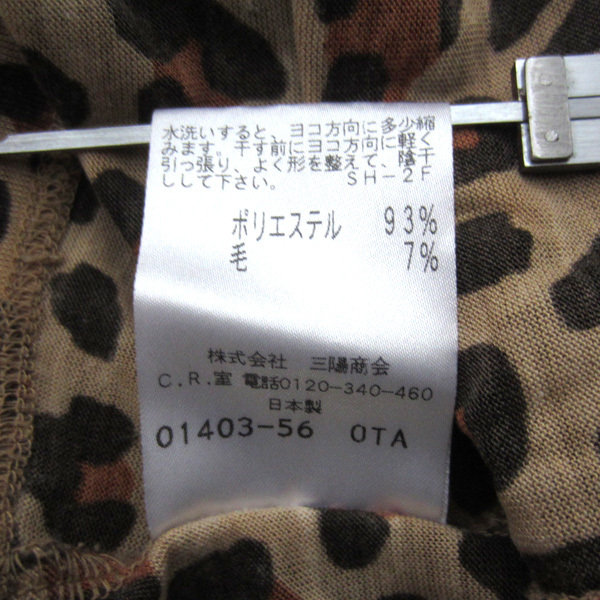 水洗いすると、ヨコ方向に多少縮
みます。干す前にヨコ方向に軽く
引っ張り、よく形を整えて、陰干
しして下さい。 SH-2F
ポリエステル 93%
毛 7%
株式会社 三陽商会
C.R.室 電話0120-340-460
日本製
01403-56 OTA